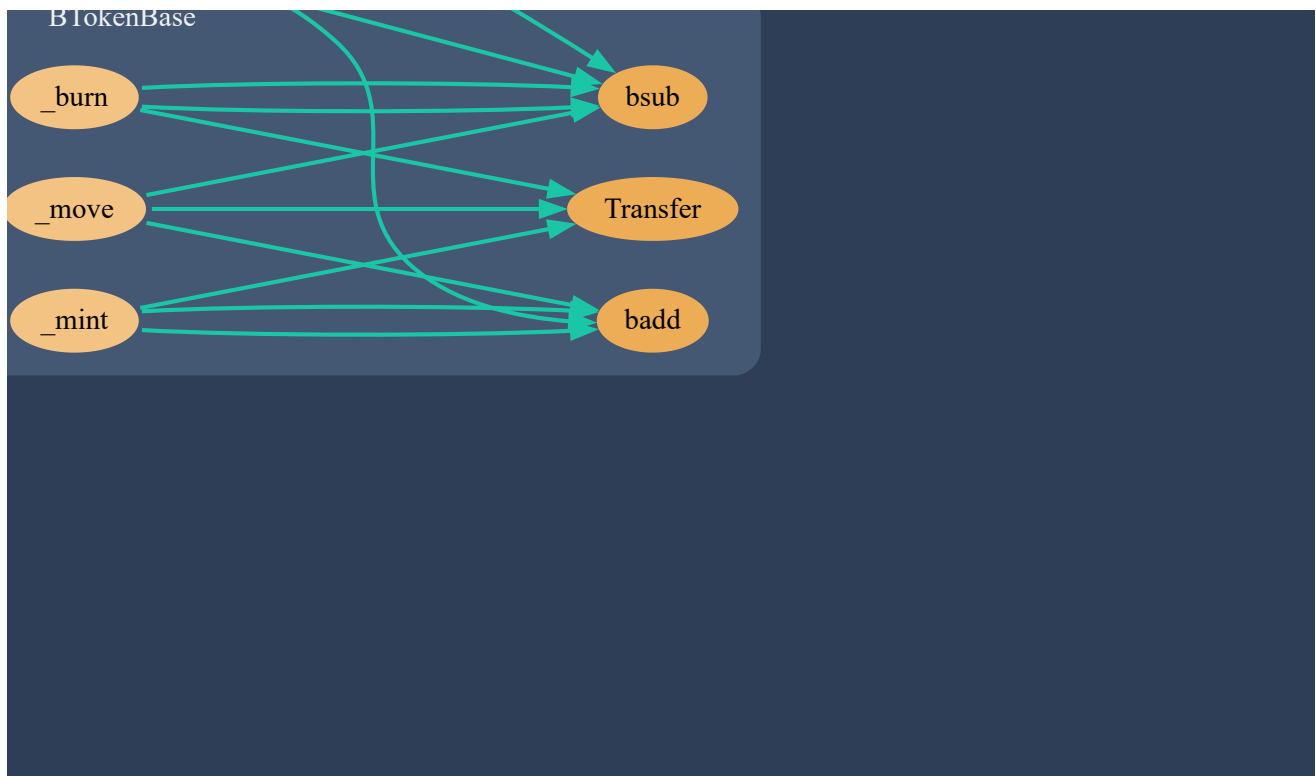 BTokenBase
_burn
bsub
_move
Transfer
_mint
badd